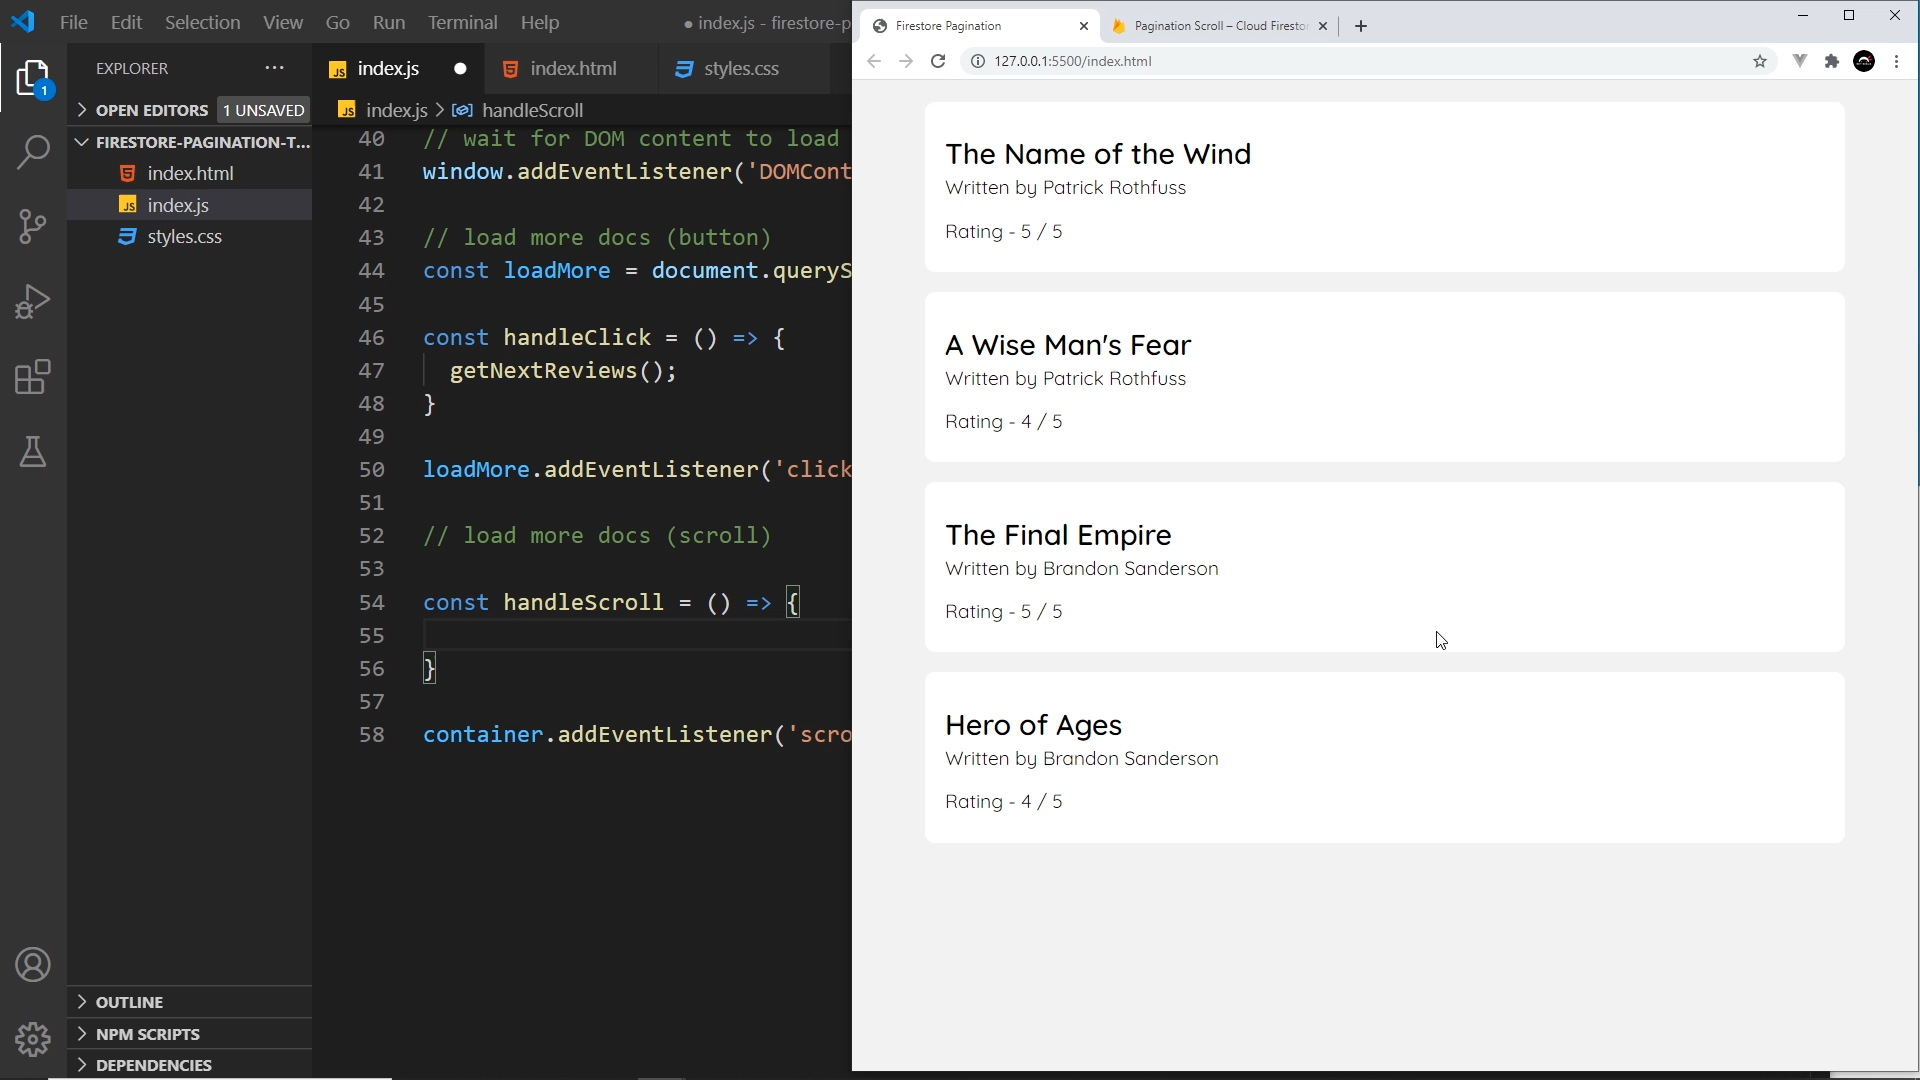 File Edit Selection View Go Run Terminal Help
● index.js - firestore-p
EXPLORER
OPEN EDITORS 1 UNSAVED
FIRESTORE-PAGINATION-T...
index.html
index.js
styles.css
1
OUTLINE
NPM SCRIPTS
DEPENDENCIES
JS index.js ● index.html styles.css
JS index.js > handleScroll
40 // wait for DOM content to load
41 window.addEventListener('DOMCont
42
43 // load more docs (button)
44 const loadMore = document.queryS
45
46 const handleClick = () => {
47 getNextReviews();
48 }
49
50 loadMore.addEventListener('click
51
52 // load more docs (scroll)
53
54 const handleScroll = () => {
55
56 }
57
58 container.addEventListener('scro
Firestore Pagination
Pagination Scroll – Cloud Firestor
127.0.0.1:5500/index.html
The Name of the Wind
Written by Patrick Rothfuss
Rating - 5 / 5
A Wise Man's Fear
Written by Patrick Rothfuss
Rating - 4 / 5
The Final Empire
Written by Brandon Sanderson
Rating - 5 / 5
Hero of Ages
Written by Brandon Sanderson
Rating - 4 / 5